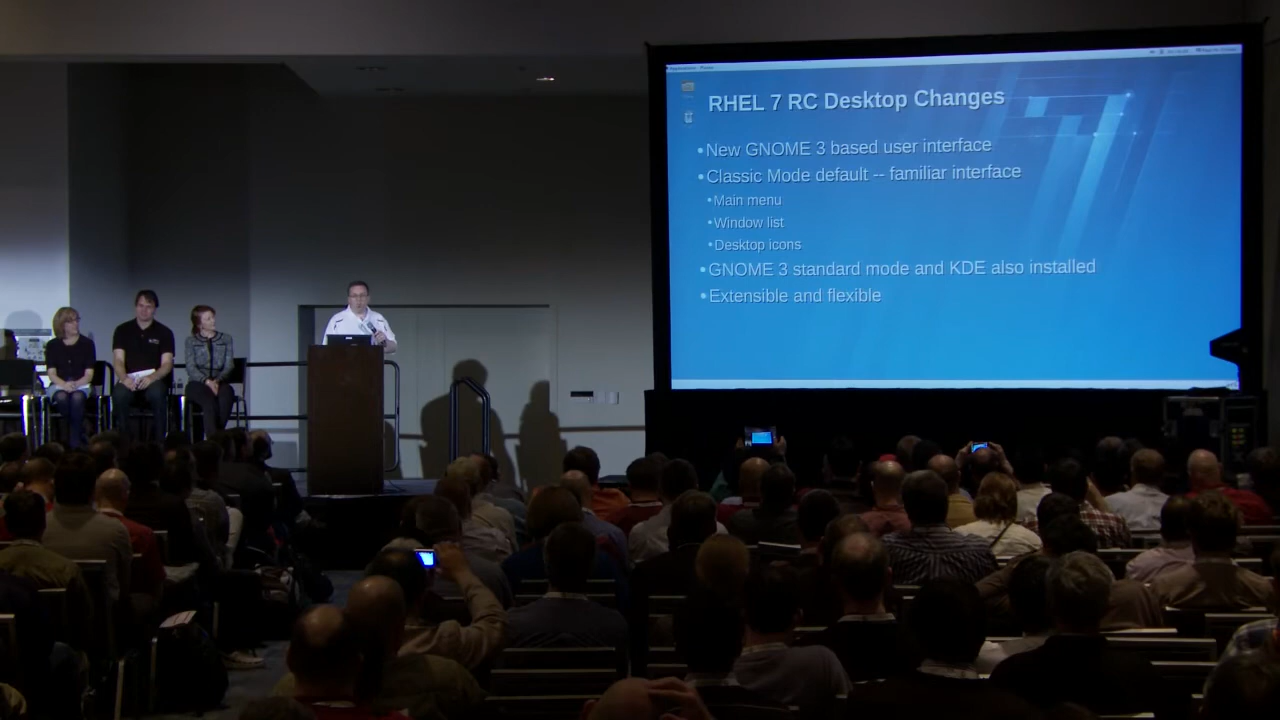 RHEL 7 RC Desktop Changes
•New GNOME 3 based user interface
•Classic Mode default -- familiar interface
•Main menu
•Window list
•Desktop icons
•GNOME 3 standard mode and KDE also installed
•Extensible and flexible